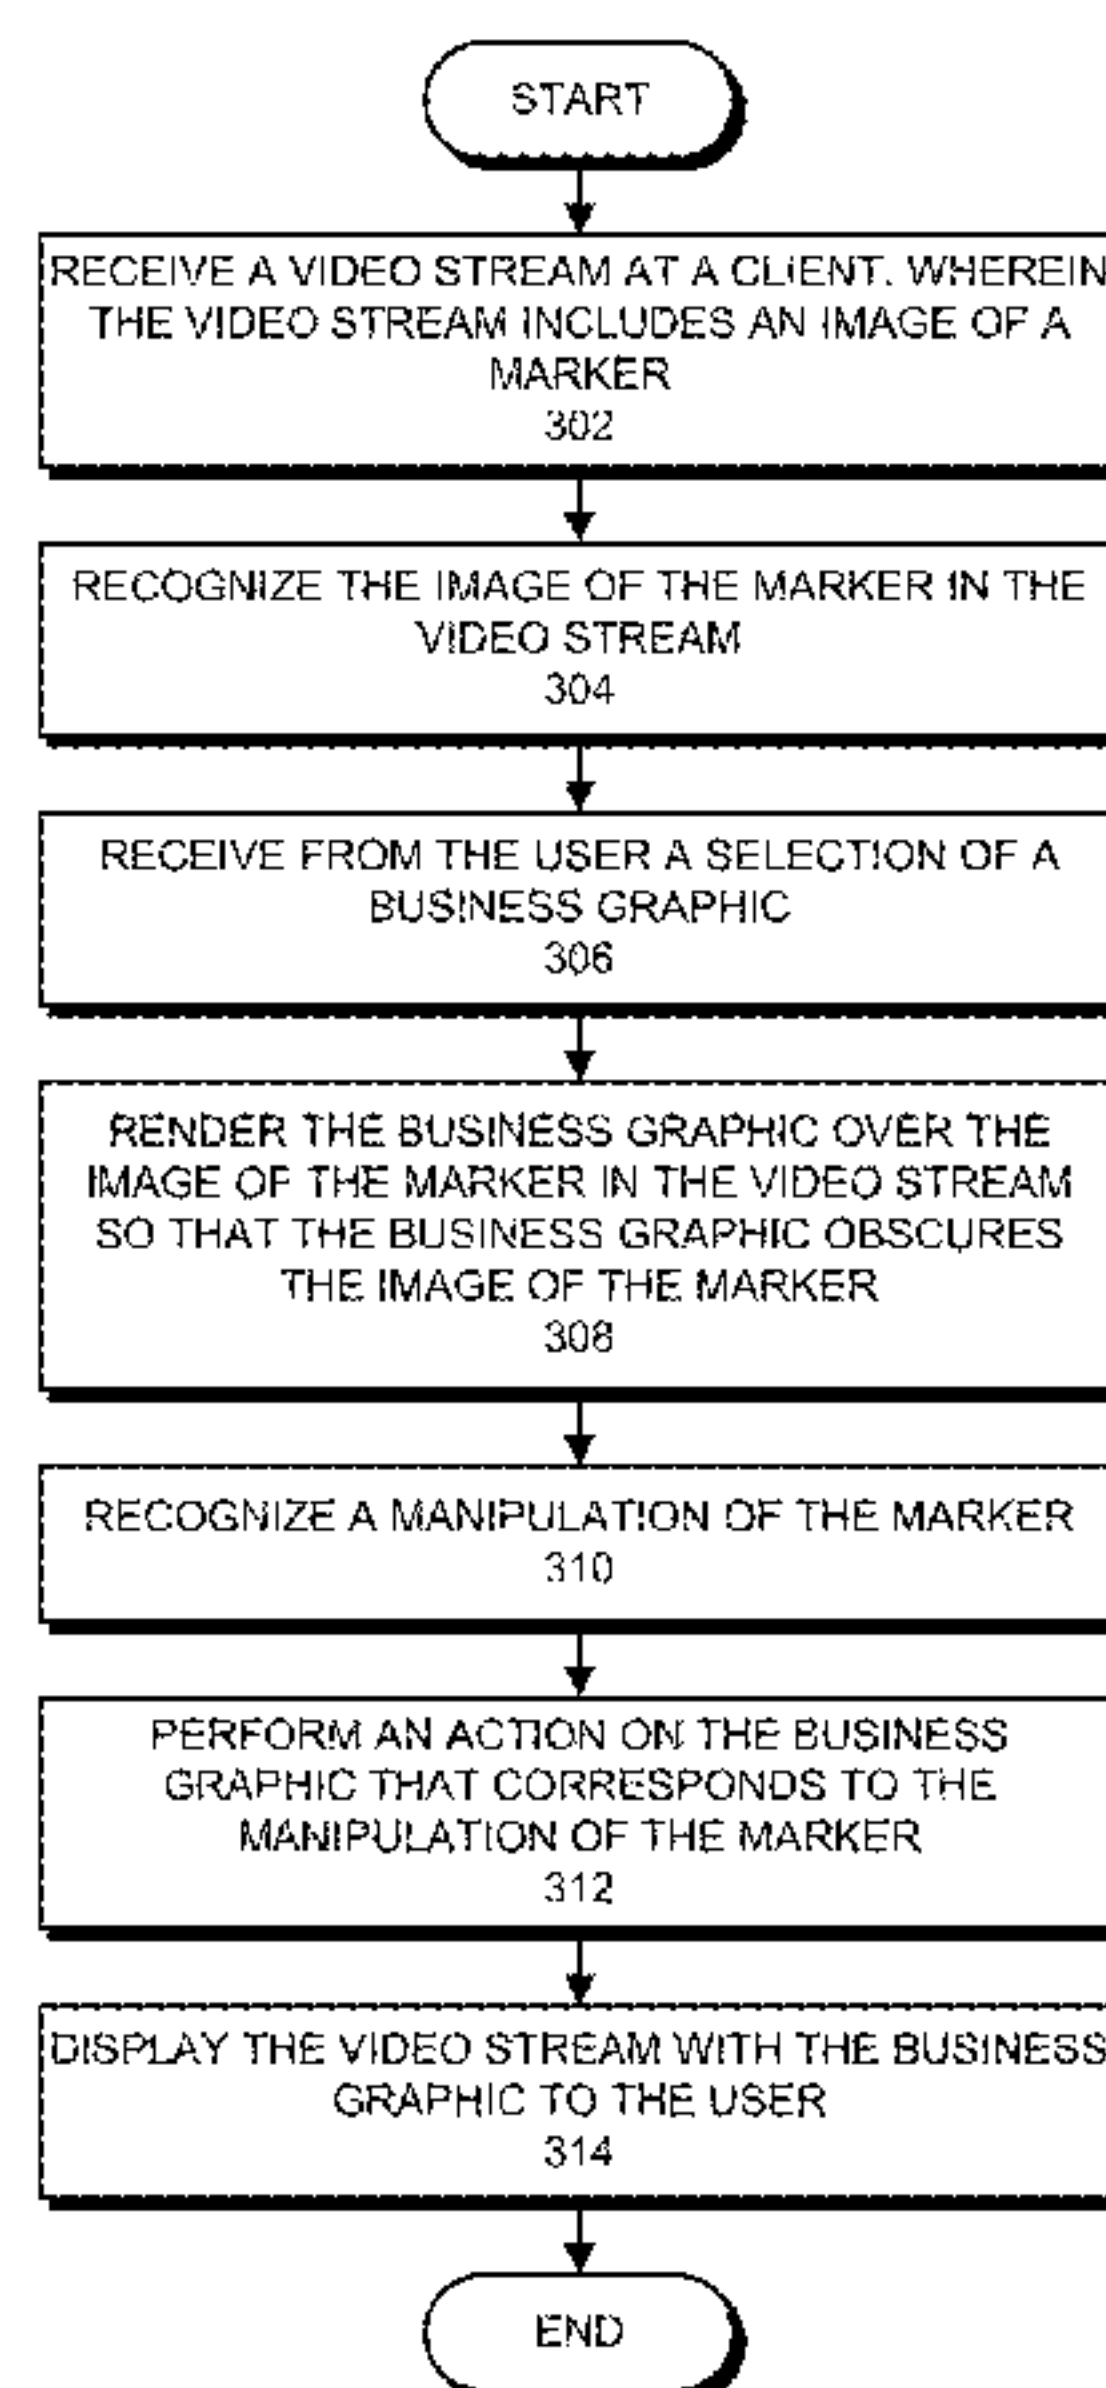 START
RECEIVE A VIDEO STREAM AT A CLIENT. WHEREIN
THE VIDEO STREAM INCLUDES AN IMAGE OF A
MARKER
302
RECOGNIZE THE IMAGE OF THE MARKER IN THE
VIDEO STREAM
304
RECEIVE FROM THE USER A SELECTION OF A
BUSINESS GRAPHIC
306
RENDER THE BUSINESS GRAPHIC OVER THE
IMAGE OF THE MARKER IN THE VIDEO STREAM
SO THAT THE BUSINESS GRAPHIC OBSCURES
THE IMAGE OF THE MARKER
308
RECOGNIZE A MANIPULATION OF THE MARKER
310
PERFORM AN ACTION ON THE BUSINESS
GRAPHIC THAT CORRESPONDS TO THE
MANIPULATION OF THE MARKER
312
DISPLAY THE VIDEO STREAM WITH THE BUSINESS
GRAPHIC TO THE USER
314
END